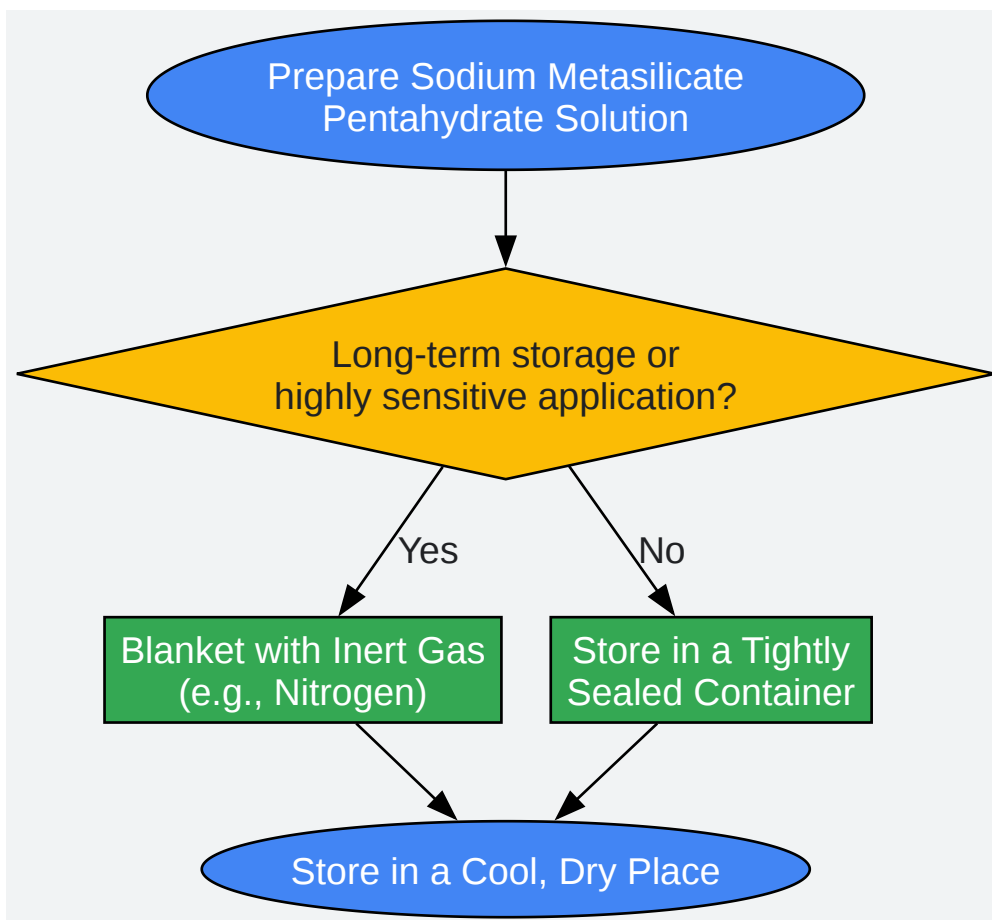 Prepare Sodium Metasilicate
Pentahydrate Solution
Long-term storage or
highly sensitive application?
Yes
No
Blanket with Inert Gas
(e.g., Nitrogen)
Store in a Tightly
Sealed Container
Store in a Cool, Dry Place